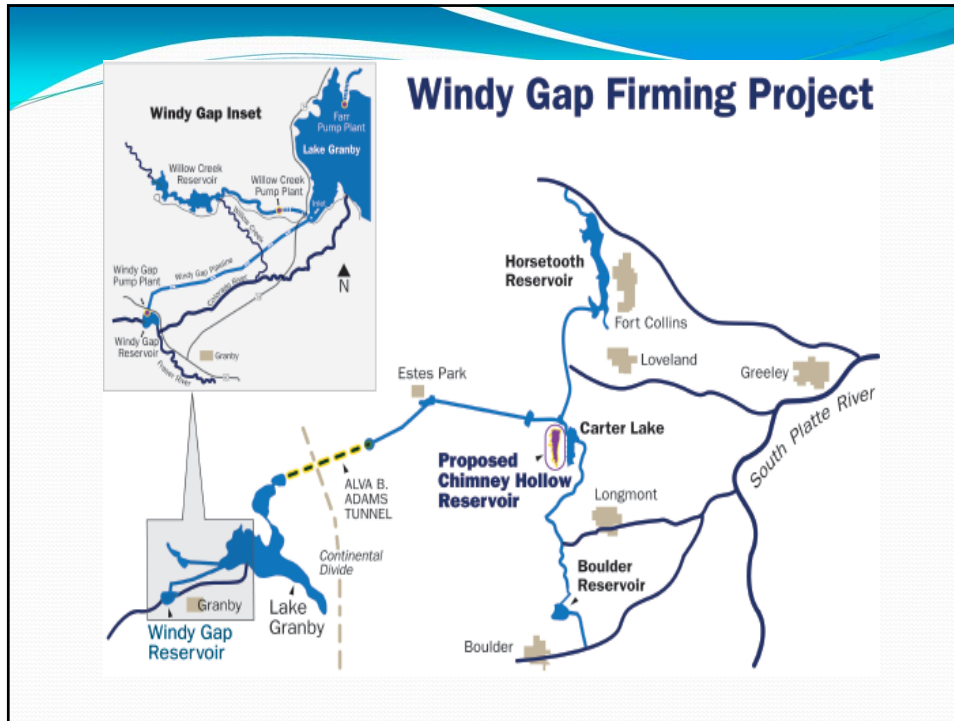 Windy Gap Firming Project
Windy Gap Inset
Farr
Pump Plant
Lake Granby
Willow Creek
Reservoir
Willow Creek
Pump Plant
Inlet
Willow Creek
Windy Gap Pipeline
Colorado River
N
Windy Gap
Pump Plant
Windy Gap
Reservoir
Granby
Fraser River
Horsetooth
Reservoir
Fort Collins
Loveland
Greeley
South Platte River
Estes Park
Carter Lake
Proposed
Chimney Hollow
Reservoir
ALVA B.
ADAMS
TUNNEL
Longmont
Continental
Divide
Boulder
Reservoir
Granby
Lake
Granby
Windy Gap
Reservoir
Boulder